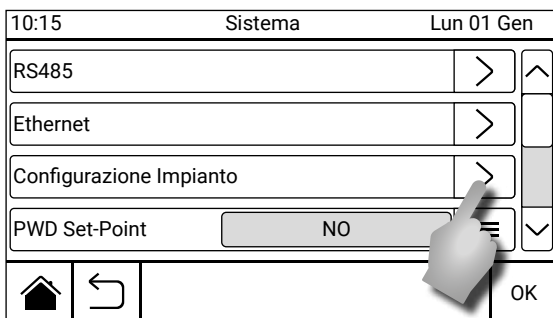 10:15 Sistema Lun 01 Gen
RS485
Ethernet
Configurazione Impianto
PWD Set-Point NO
OK